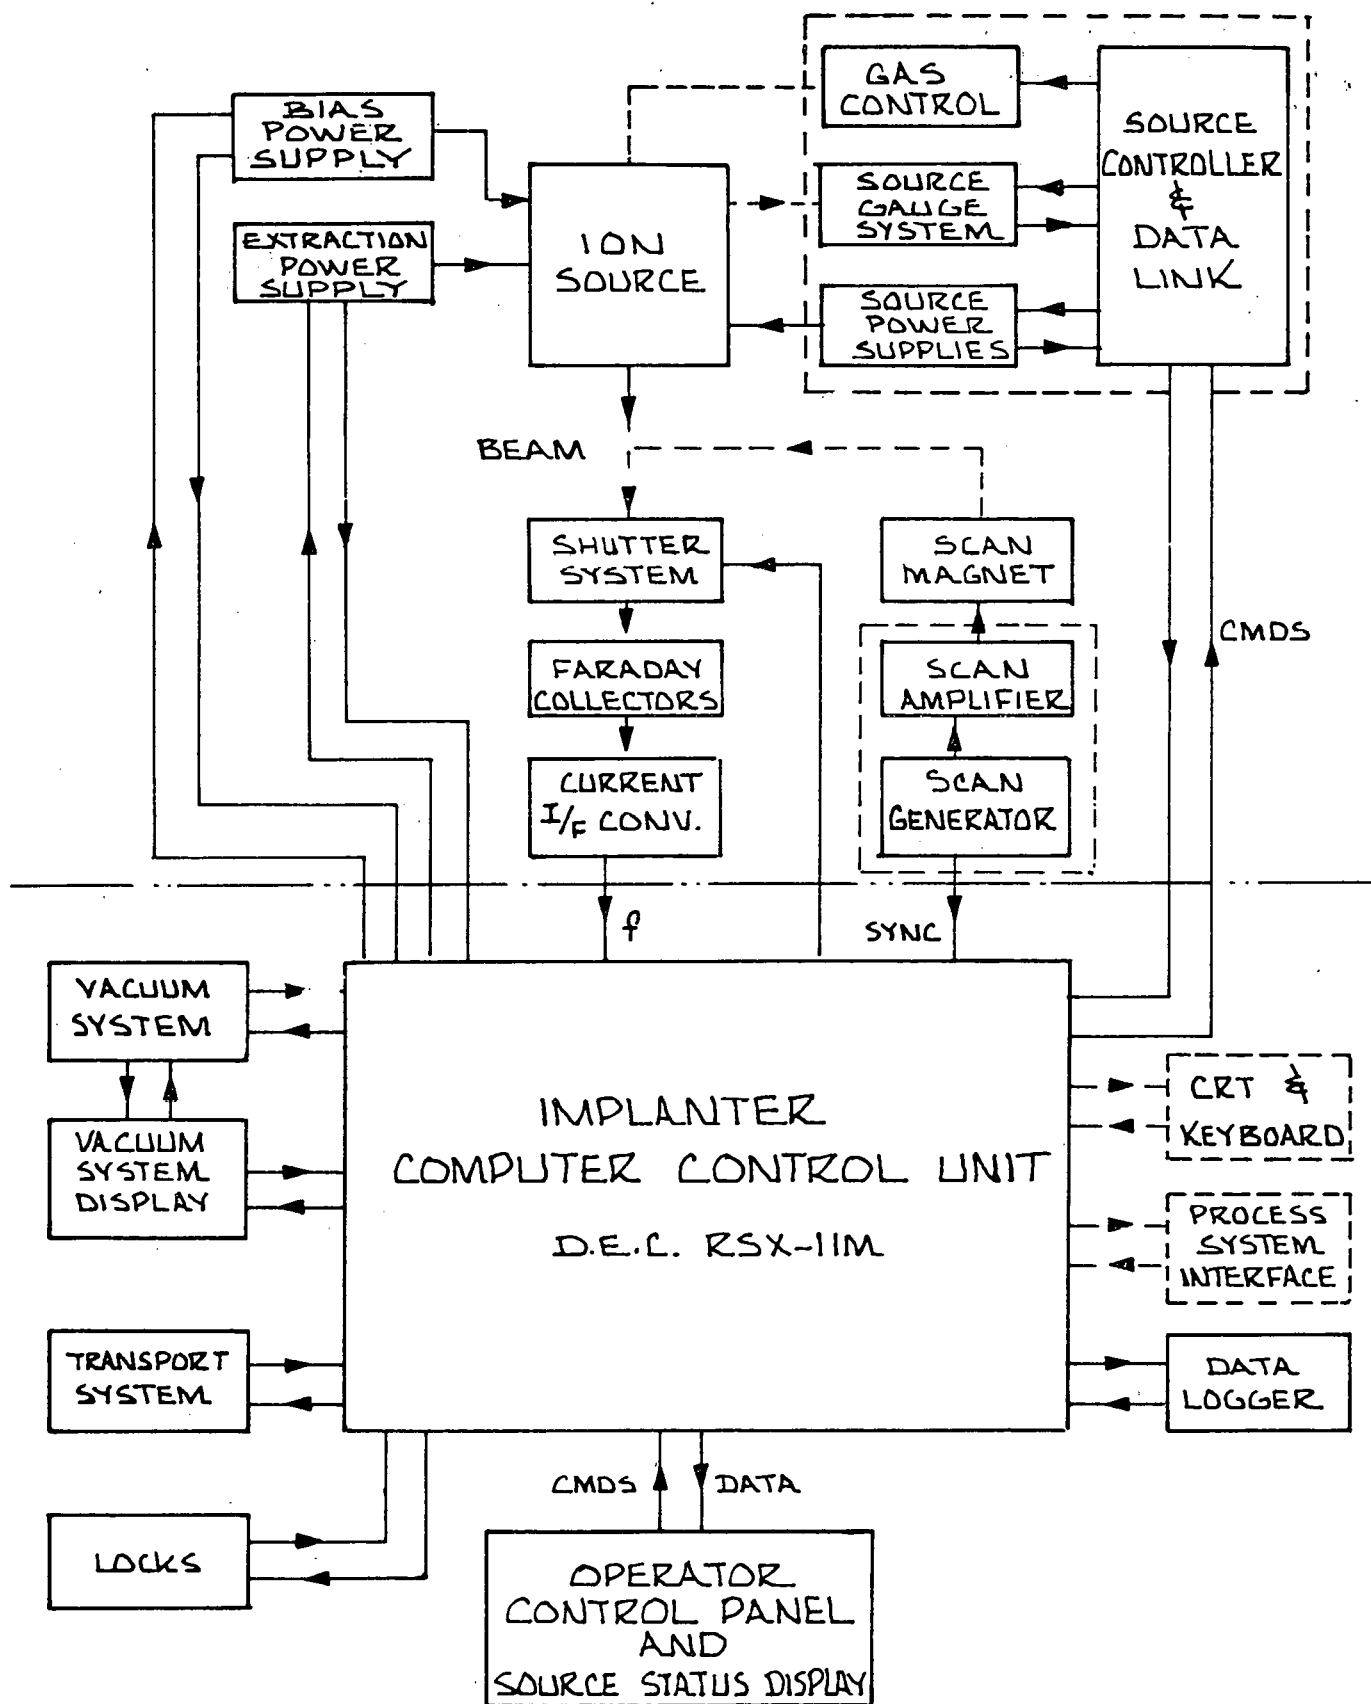 BIAS
POWER
SUPPLY
EXTRACTION
POWER
SUPPLY
ION
SOURCE
GAS
CONTROL
SOURCE
GAUGE
SYSTEM
SOURCE
POWER
SUPPLIES
SOURCE
CONTROLLER
&
DATA
LINK
BEAM
SHUTTER
SYSTEM
SCAN
MAGNET
CMDS
FARADAY
COLLECTORS
SCAN
AMPLIFIER
CURRENT
I/F CONV.
SCAN
GENERATOR
f
SYNC
VACUUM
SYSTEM
VACUUM
SYSTEM
DISPLAY
IMPLANTER
COMPUTER CONTROL UNIT
D.E.C. RSX-11M
CRT &
KEYBOARD
PROCESS
SYSTEM
INTERFACE
TRANSPORT
SYSTEM
DATA
LOGGER
CMDS
DATA
LOCKS
OPERATOR
CONTROL PANEL
AND
SOURCE STATUS DISPLAY